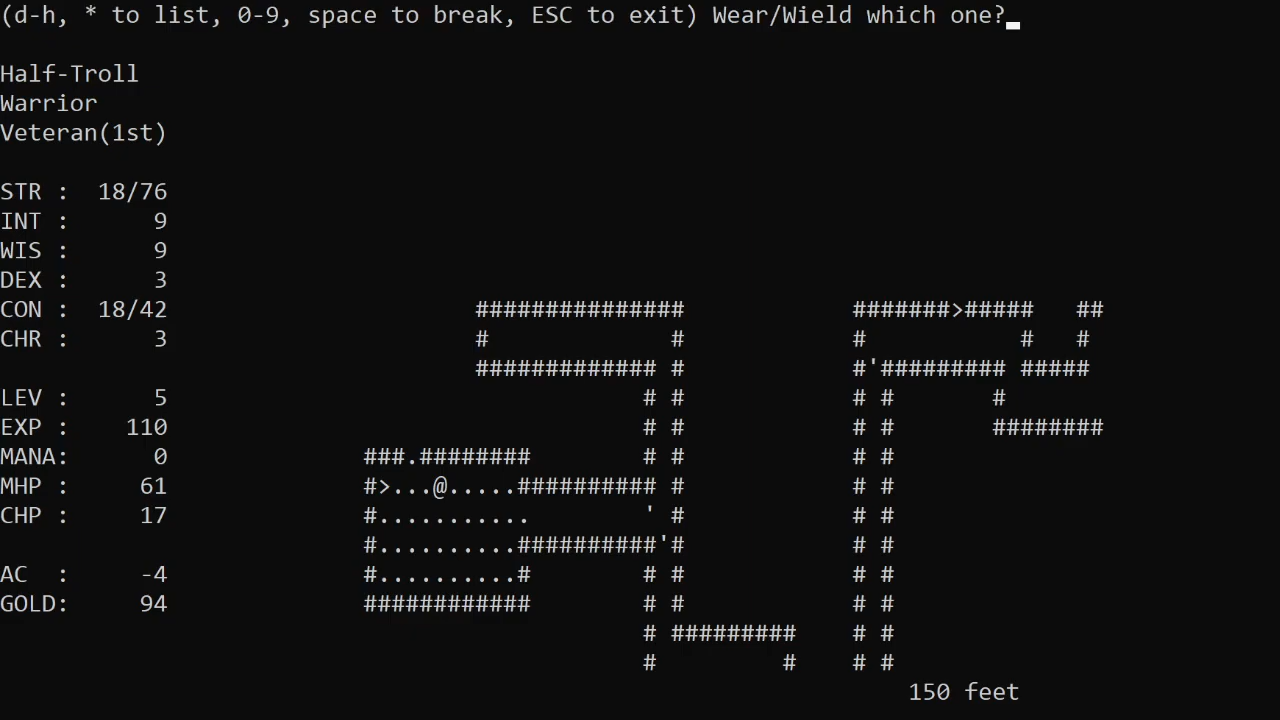 (d-h, * to list, 0-9, space to break, ESC to exit) Wear/Wield which one?
Half-Troll
Warrior
Veteran(1st)
STR :  18/76
INT :      9
WIS :      9
DEX :      3
CON :  18/42               ###############            #######>#####   ##
CHR :      3               #             #            #           #   #
                           ############# #            #'######### #####
LEV :      5                           # #            # #       #
EXP :    110                           # #            # #       ########
MANA:      0       ###.########        # #            # #
MHP :     61       #>...@.....########## #            # #
CHP :     17       #...........        ' #            # #
                   #..........##########'#            # #
AC  :     -4       #..........#        # #            # #
GOLD:     94       ############        # #            # #
                                       # #########    # #
                                       #         #    # #
150 feet